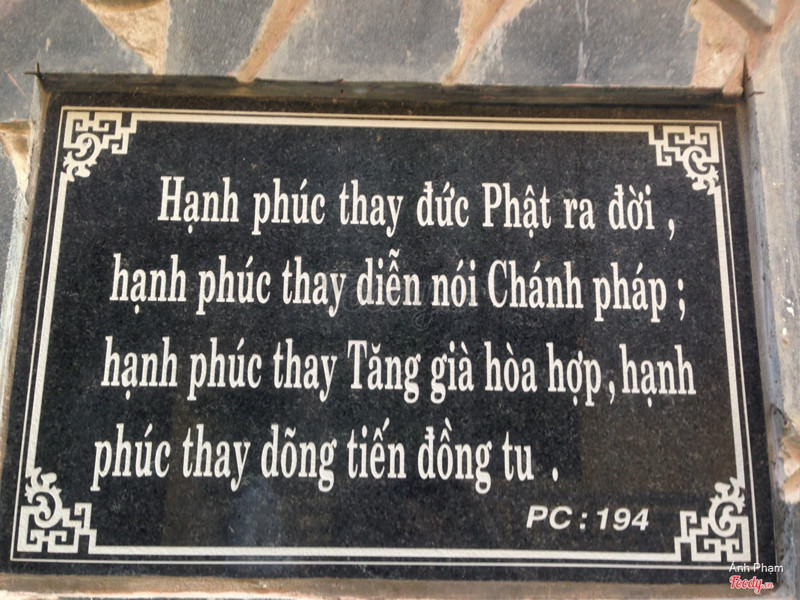 Hạnh phúc thay đức Phật ra đời ,
hạnh phúc thay diễn nói Chánh pháp ;
hạnh phúc thay Tăng già hòa hợp , hạnh
phúc thay dõng tiến đồng tu .
PC : 194
Anh Pham
Foody.vn